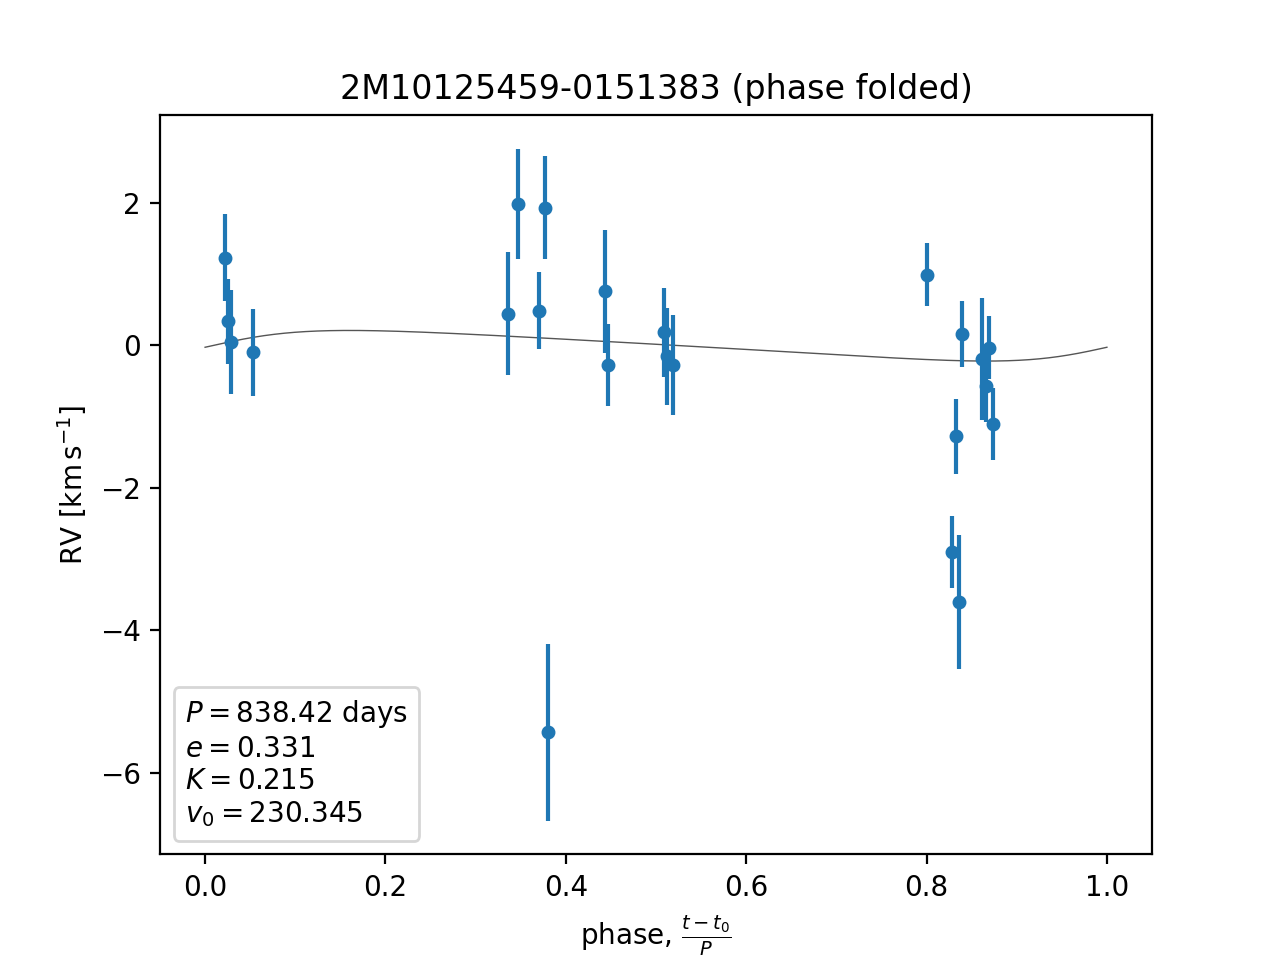 2M10125459-0151383 (phase folded)
RV [km s⁻¹]
2
0
−2
−4
−6
P = 838.42 days
e = 0.331
K = 0.215
v₀ = 230.345
0.0 0.2 0.4 0.6 0.8 1.0
phase, (t − t₀)/P